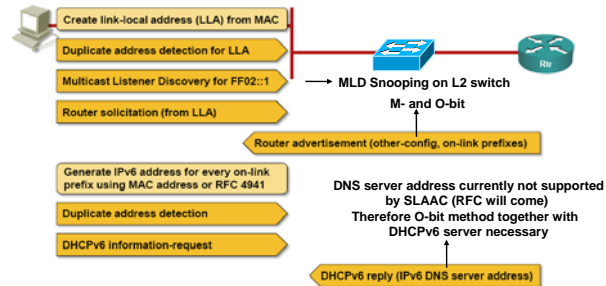 Create link-local address (LLA) from MAC
Duplicate address detection for LLA
Multicast Listener Discovery for FF02::1
MLD Snooping on L2 switch
Rtr
M- and O-bit
Router solicitation (from LLA)
Router advertisement (other-config, on-link prefixes)
Generate IPv6 address for every on-link
prefix using MAC address or RFC 4941
Duplicate address detection
DHCPv6 information-request
DNS server address currently not supported
by SLAAC (RFC will come)
Therefore O-bit method together with
DHCPv6 server necessary
DHCPv6 reply (IPv6 DNS server address)